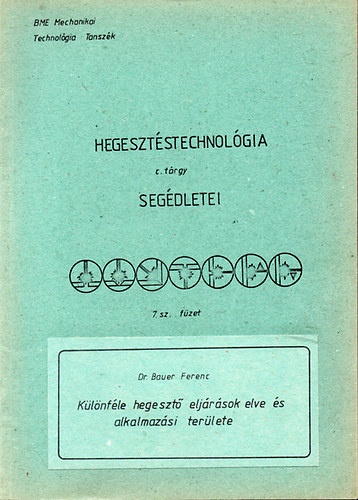 BME Mechanikai
Technológia Tanszék
HEGESZTÉSTECHNOLÓGIA
c. tárgy
SEGÉDLETEI
7. sz. füzet
Dr. Bauer Ferenc
Különféle hegesztő eljárások elve és
alkalmazási területe